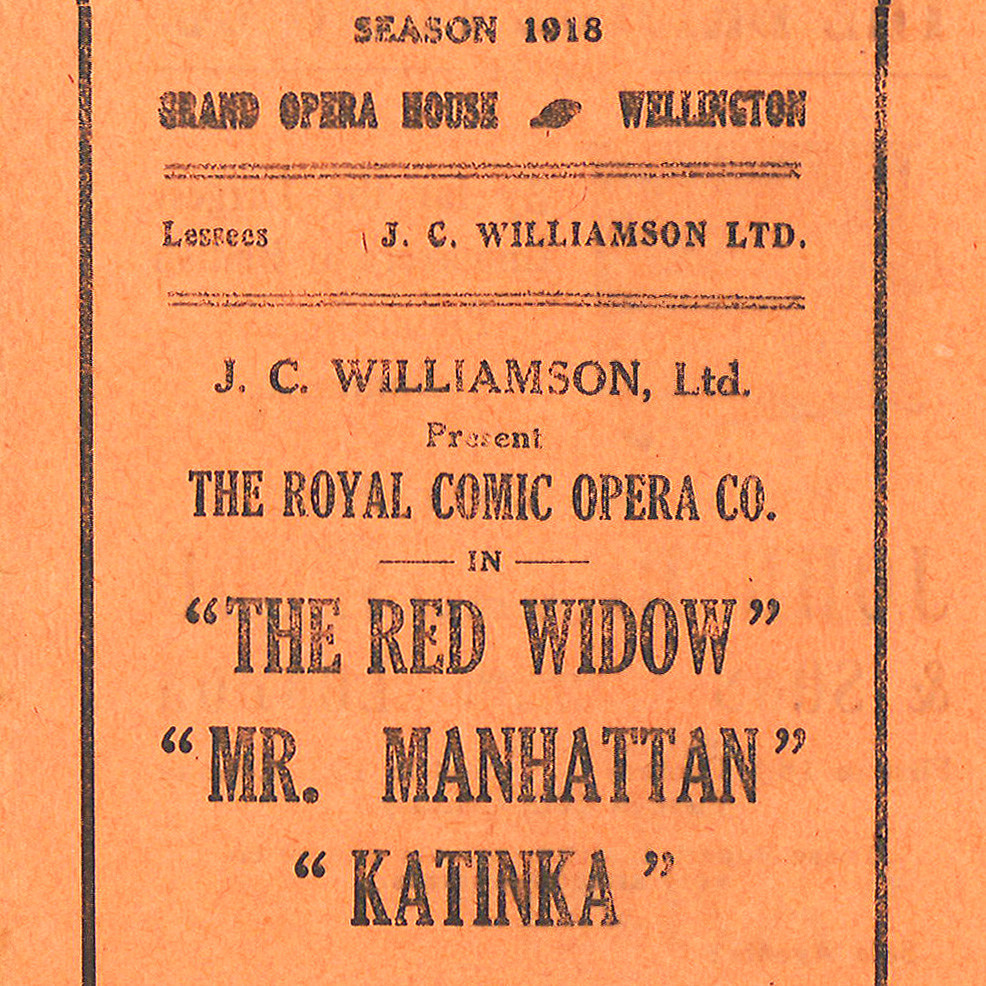 SEASON 1918
GRAND OPERA HOUSE WELLINGTON
Lessees J. C. WILLIAMSON LTD.
J. C. WILLIAMSON, Ltd.
Present
THE ROYAL COMIC OPERA CO.
IN
“THE RED WIDOW”
“MR. MANHATTAN”
“KATINKA”